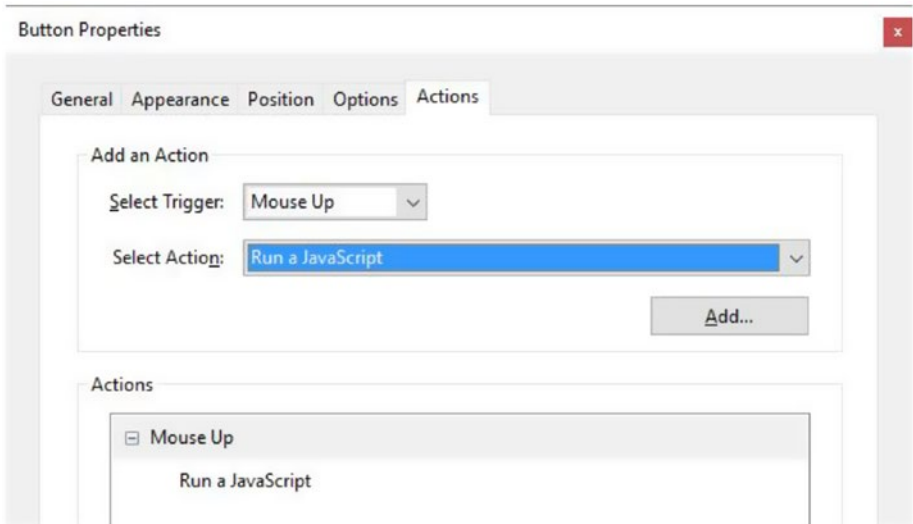 Button Properties
x
General Appearance Position Options Actions
Add an Action
Select Trigger: Mouse Up
Select Action: Run a JavaScript
Add...
Actions
Mouse Up
Run a JavaScript